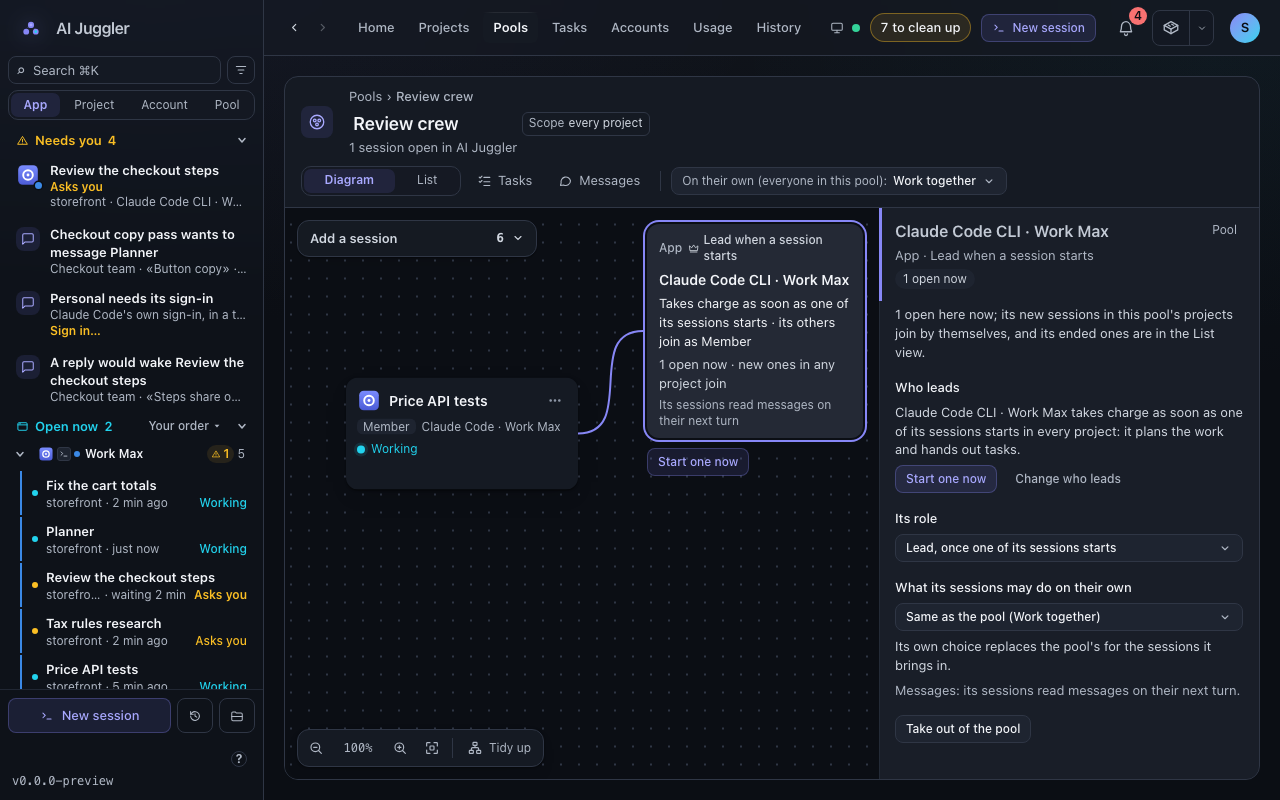 AI Juggler
Search ⌘K
App Project Account Pool
Needs you 4
Review the checkout steps
Asks you
storefront · Claude Code CLI · W...
Checkout copy pass wants to
message Planner
Checkout team · «Button copy» ·...
Personal needs its sign-in
Claude Code's own sign-in, in a t...
Sign in...
A reply would wake Review the
checkout steps
Checkout team · «Steps share o...
Open now 2 Your order
Work Max 1 5
Fix the cart totals
storefront · 2 min ago Working
Planner
storefront · just now Working
Review the checkout steps
storefro... · waiting 2 min Asks you
Tax rules research
storefront · 2 min ago Asks you
Price API tests
storefront · 5 min ago Working
New session
?
v0.0.0-preview
Home Projects Pools Tasks Accounts Usage History 7 to clean up New session 4 S
Pools › Review crew
Review crew Scope every project
1 session open in AI Juggler
Diagram List Tasks Messages On their own (everyone in this pool): Work together
Add a session 6
Price API tests ...
Member Claude Code · Work Max
Working
App Lead when a session
starts
Claude Code CLI · Work Max
Takes charge as soon as one of
its sessions starts · its others
join as Member
1 open now · new ones in any
project join
Its sessions read messages on
their next turn
Start one now
100% Tidy up
Claude Code CLI · Work Max Pool
App · Lead when a session starts
1 open now
1 open here now; its new sessions in this pool's projects
join by themselves, and its ended ones are in the List
view.
Who leads
Claude Code CLI · Work Max takes charge as soon as one
of its sessions starts in every project: it plans the work
and hands out tasks.
Start one now Change who leads
Its role
Lead, once one of its sessions starts
What its sessions may do on their own
Same as the pool (Work together)
Its own choice replaces the pool's for the sessions it
brings in.
Messages: its sessions read messages on their next turn.
Take out of the pool